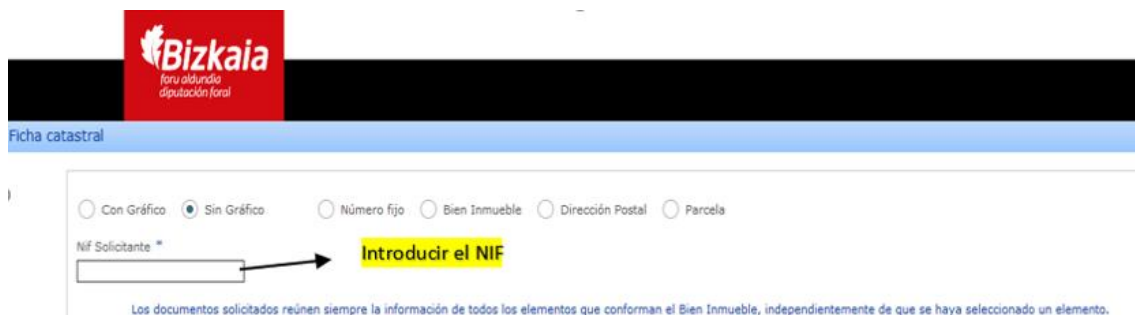 Bizkaia
foru aldundia
diputación foral
Ficha catastral
Con Gráfico Sin Gráfico Número fijo Bien Inmueble Dirección Postal Parcela
Nif Solicitante *
Introducir el NIF
Los documentos solicitados reúnen siempre la información de todos los elementos que conforman el Bien Inmueble, independientemente de que se haya seleccionado un elemento.